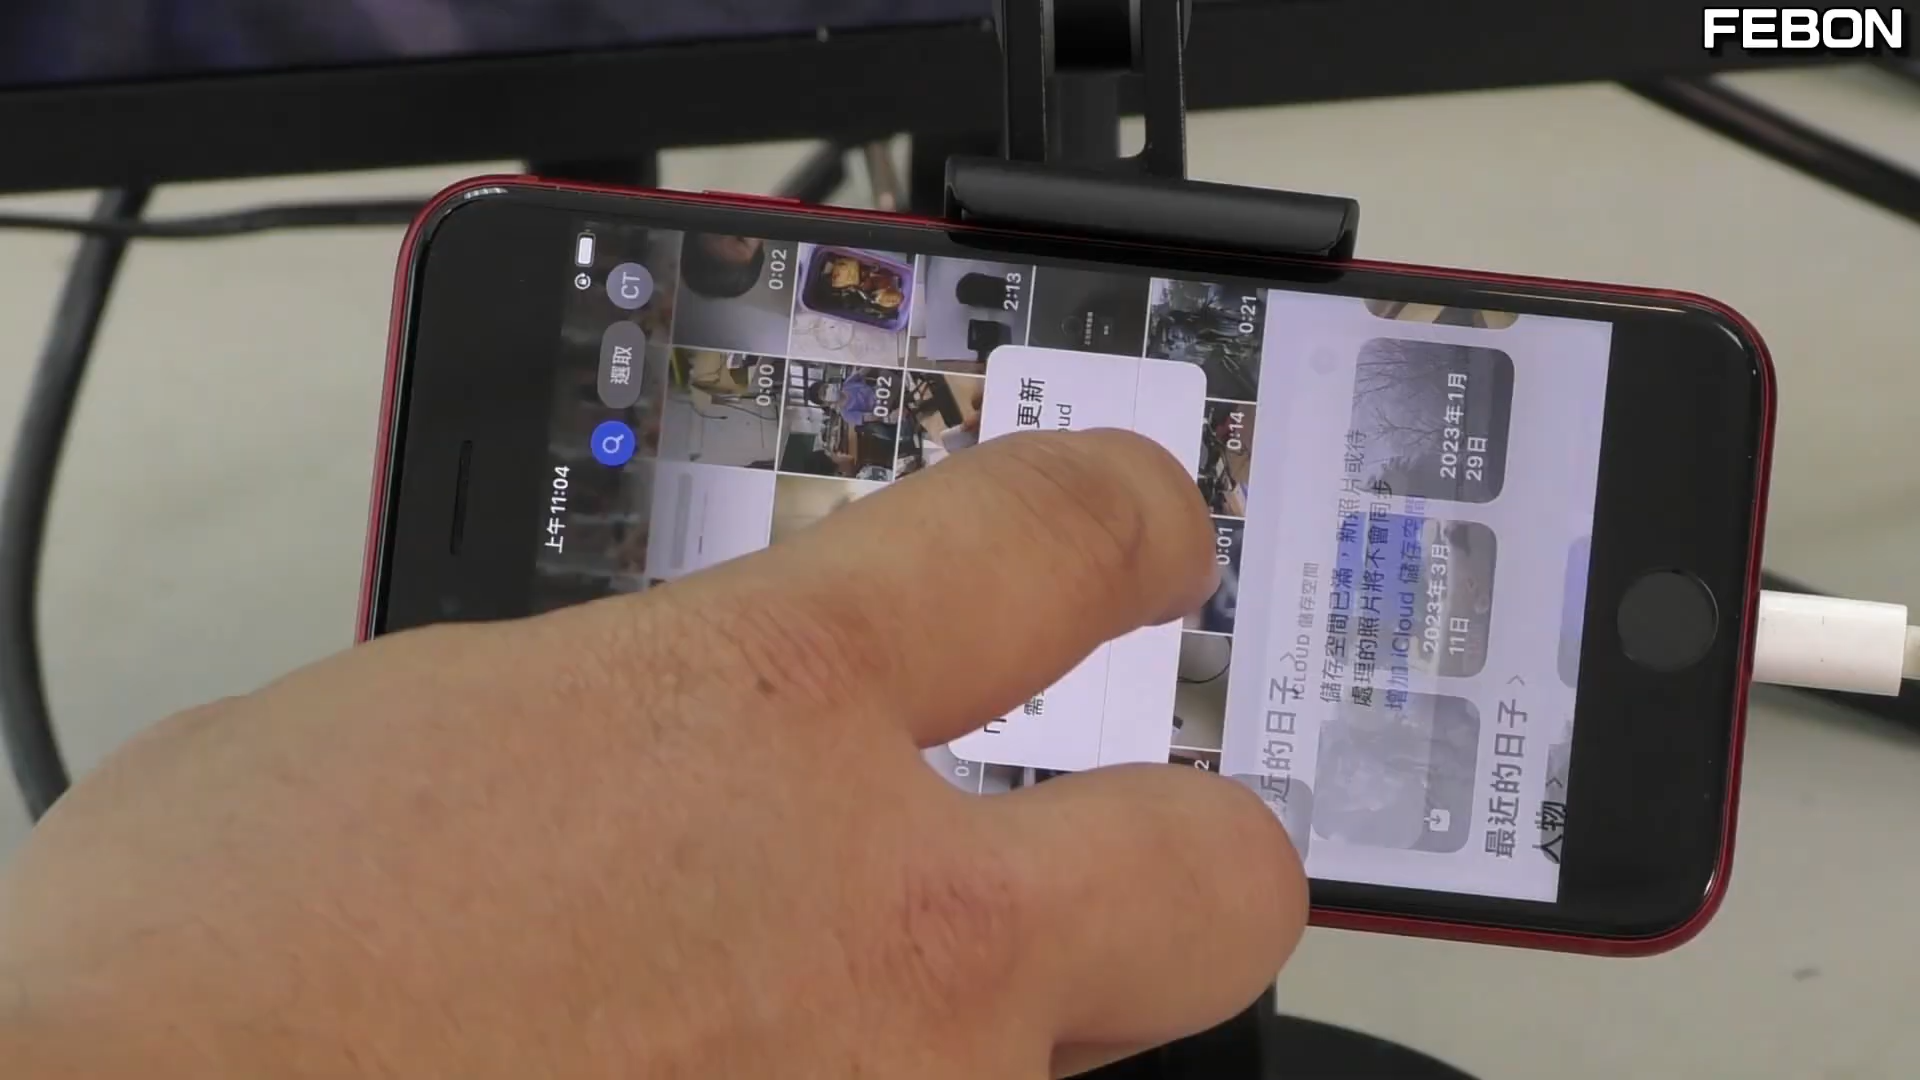 FEBON
上午11:04
CT
選取
0:02
2:13
0:21
0:00
0:02
0:14
0:01
更新
oud
需
ICLOUD 儲存空間
儲存空間已滿，新照片或待
處理的照片將不會同步
增加 iCloud 儲存空間
最近的日子
2023年1月
29日
2023年3月
11日
最近的日子
人物